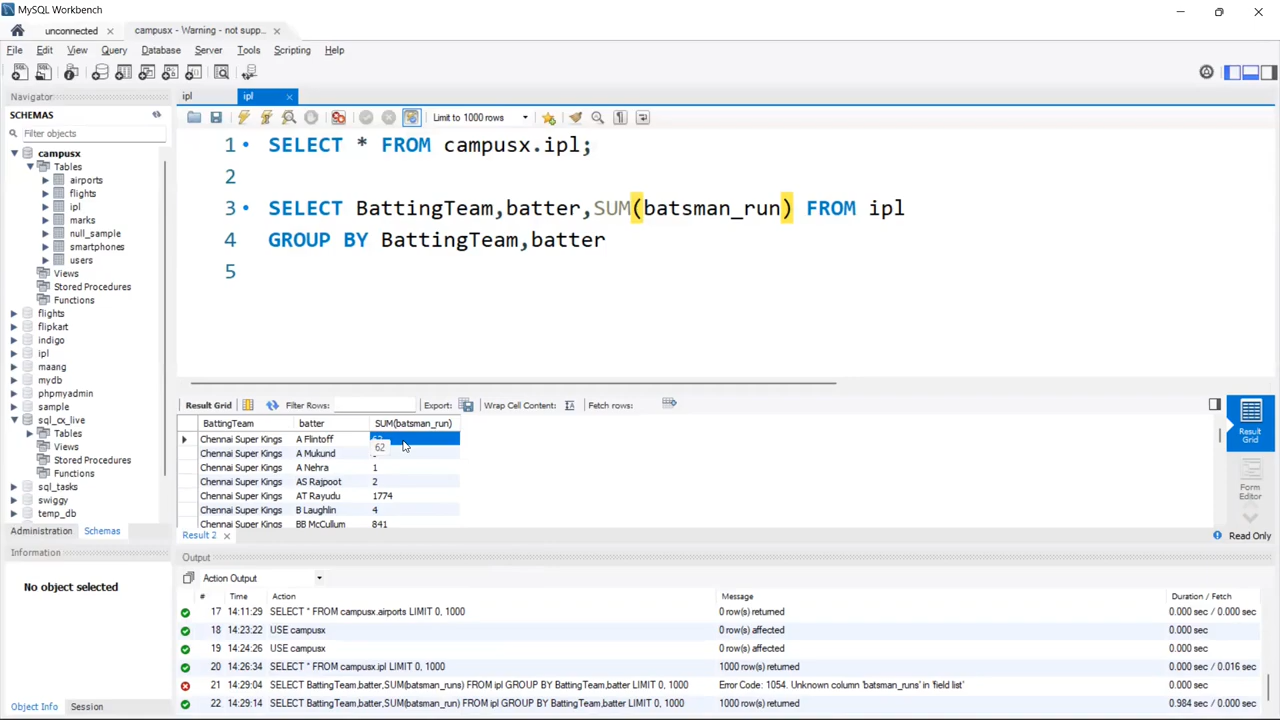 MySQL Workbench
unconnected
campusx - Warning - not supp...
File Edit View Query Database Server Tools Scripting Help
Navigator
SCHEMAS
Filter objects
campusx
Tables
airports
flights
ipl
marks
null_sample
smartphones
users
Views
Stored Procedures
Functions
flights
flipkart
indigo
ipl
maang
mydb
phpmyadmin
sample
sql_cx_live
Tables
Views
Stored Procedures
Functions
sql_tasks
swiggy
temp_db
Administration Schemas
Information
No object selected
Object Info Session
ipl ipl
Limit to 1000 rows
1 SELECT * FROM campusx.ipl;
2
3 SELECT BattingTeam,batter,SUM(batsman_run) FROM ipl
4 GROUP BY BattingTeam,batter
5
Result Grid Filter Rows: Export: Wrap Cell Content: Fetch rows:
BattingTeam batter SUM(batsman_run)
Chennai Super Kings A Flintoff 62
62
Chennai Super Kings A Mukund
Chennai Super Kings A Nehra 1
Chennai Super Kings AS Rajpoot 2
Chennai Super Kings AT Rayudu 1774
Chennai Super Kings B Laughlin 4
Chennai Super Kings BB McCullum 841
Result Grid
Form Editor
Result 2
Read Only
Output
Action Output
# Time Action Message Duration / Fetch
17 14:11:29 SELECT * FROM campusx.airports LIMIT 0, 1000 0 row(s) returned 0.000 sec / 0.000 sec
18 14:23:22 USE campusx 0 row(s) affected 0.000 sec
19 14:24:26 USE campusx 0 row(s) affected 0.000 sec
20 14:26:34 SELECT * FROM campusx.ipl LIMIT 0, 1000 1000 row(s) returned 0.000 sec / 0.016 sec
21 14:29:04 SELECT BattingTeam,batter,SUM(batsman_runs) FROM ipl GROUP BY BattingTeam,batter LIMIT 0, 1000 Error Code: 1054. Unknown column 'batsman_runs' in 'field list' 0.000 sec
22 14:29:14 SELECT BattingTeam,batter,SUM(batsman_run) FROM ipl GROUP BY BattingTeam,batter LIMIT 0, 1000 1000 row(s) returned 0.984 sec / 0.000 sec